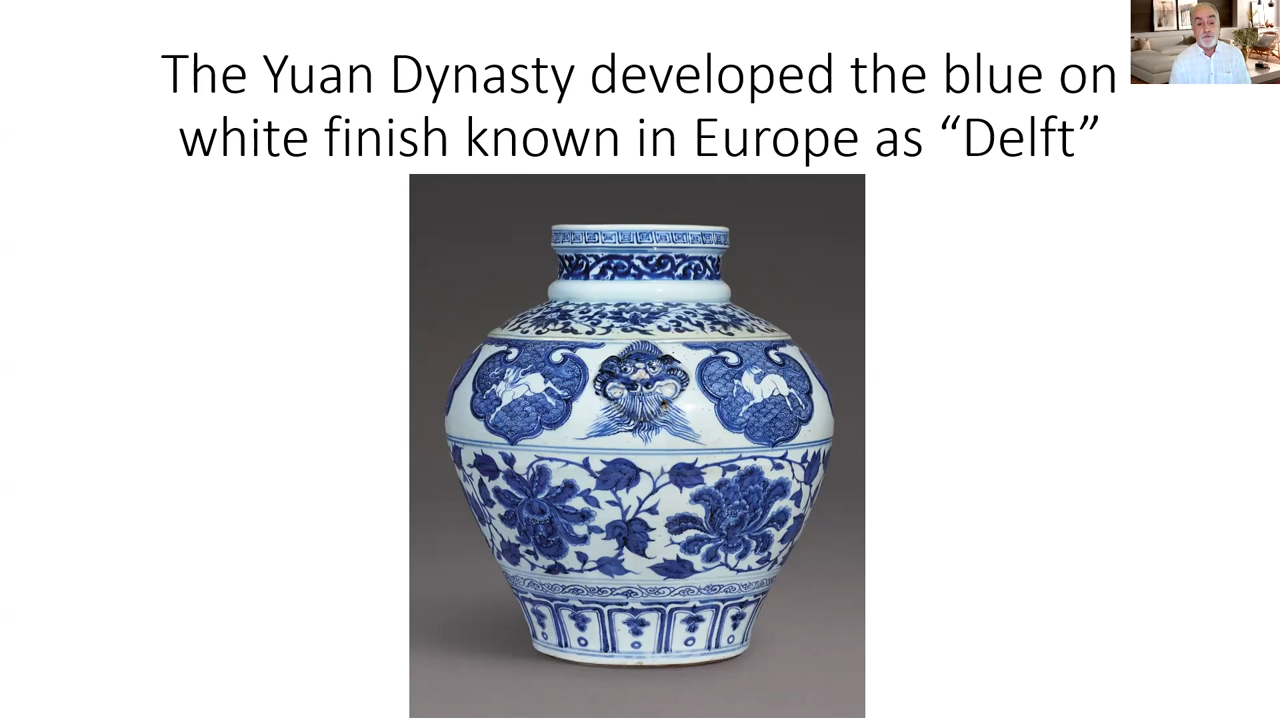 The Yuan Dynasty developed the blue on
white finish known in Europe as “Delft”